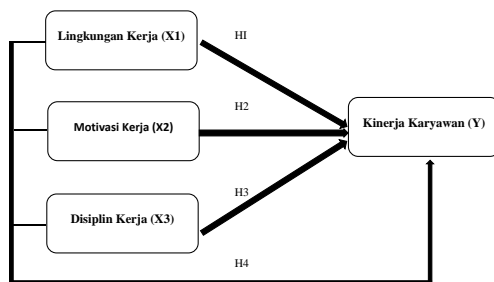 Lingkungan Kerja (X1)
HI
H2
Motivasi Kerja (X2)
Kinerja Karyawan (Y)
H3
Disiplin Kerja (X3)
H4